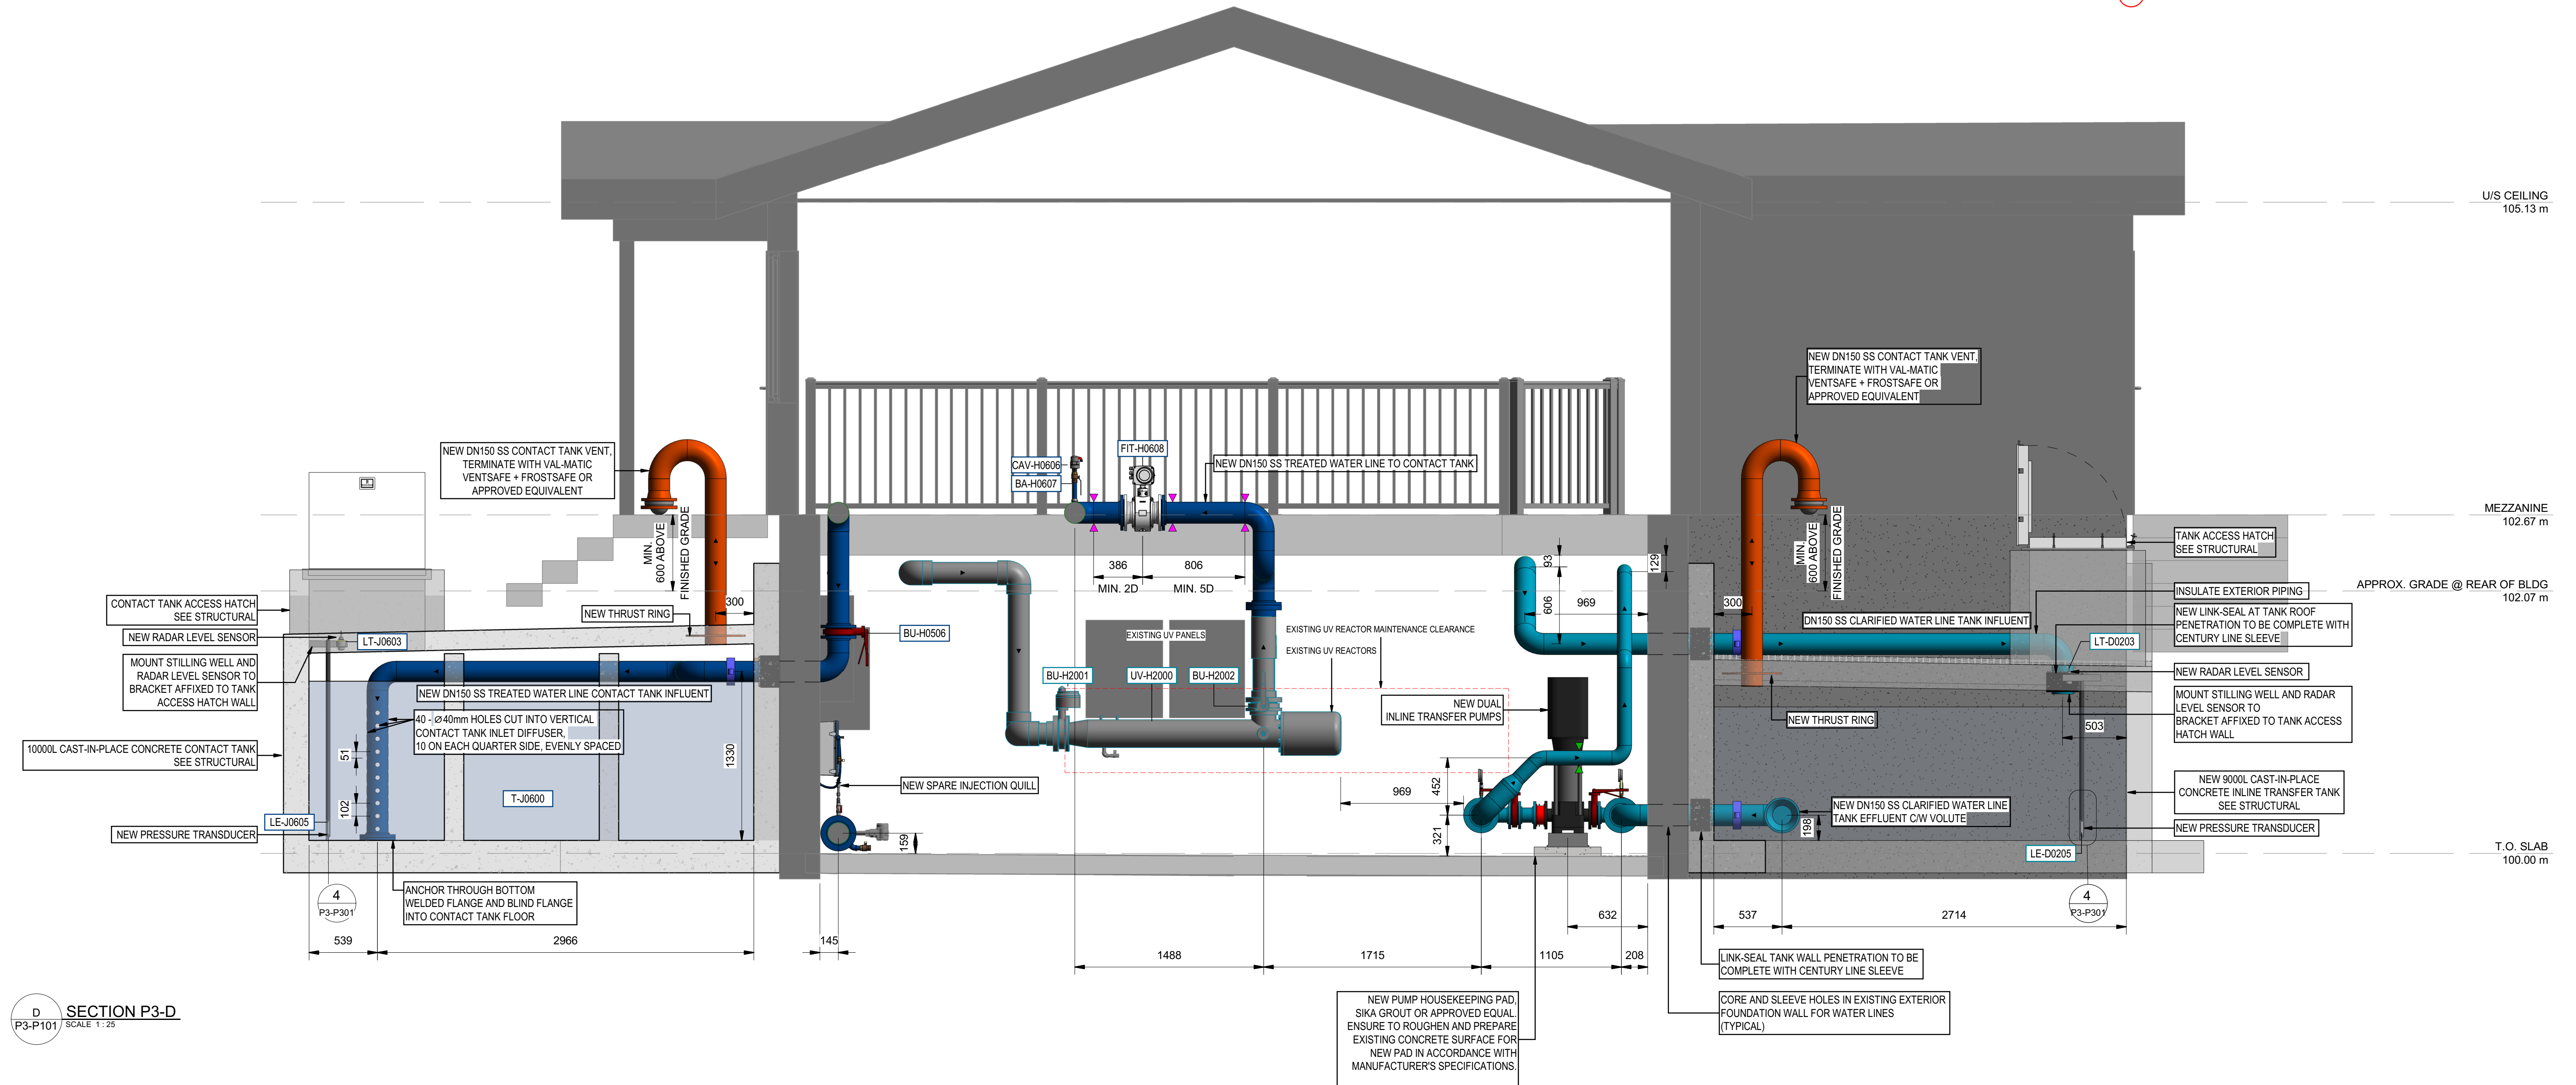 U/S CEILING
105.13 m
NEW DN150 SS CONTACT TANK VENT,
TERMINATE WITH VAL-MATIC
VENTSAFE + FROSTSAFE OR
APPROVED EQUIVALENT
NEW DN150 SS CONTACT TANK VENT,
TERMINATE WITH VAL-MATIC
VENTSAFE + FROSTSAFE OR
APPROVED EQUIVALENT
FIT-H0608
CAV-H0606
BA-H0607
NEW DN150 SS TREATED WATER LINE TO CONTACT TANK
MEZZANINE
102.67 m
TANK ACCESS HATCH
SEE STRUCTURAL
MIN.
600 ABOVE
FINISHED GRADE
MIN.
600 ABOVE
FINISHED GRADE
386
MIN. 2D
806
MIN. 5D
93
129
606
969
APPROX. GRADE @ REAR OF BLDG
102.07 m
INSULATE EXTERIOR PIPING
CONTACT TANK ACCESS HATCH
SEE STRUCTURAL
NEW THRUST RING
300
300
DN150 SS CLARIFIED WATER LINE TANK INFLUENT
NEW LINK-SEAL AT TANK ROOF
PENETRATION TO BE COMPLETE WITH
CENTURY LINE SLEEVE
NEW RADAR LEVEL SENSOR
LT-J0603
BU-H0506
EXISTING UV PANELS
EXISTING UV REACTOR MAINTENANCE CLEARANCE
EXISTING UV REACTORS
LT-D0203
MOUNT STILLING WELL AND
RADAR LEVEL SENSOR TO
BRACKET AFFIXED TO TANK
ACCESS HATCH WALL
NEW RADAR LEVEL SENSOR
BU-H2001
UV-H2000
BU-H2002
NEW DN150 SS TREATED WATER LINE CONTACT TANK INFLUENT
NEW DUAL
INLINE TRANSFER PUMPS
MOUNT STILLING WELL AND RADAR
LEVEL SENSOR TO
BRACKET AFFIXED TO TANK ACCESS
HATCH WALL
40 - Ø40mm HOLES CUT INTO VERTICAL
CONTACT TANK INLET DIFFUSER,
10 ON EACH QUARTER SIDE, EVENLY SPACED
NEW THRUST RING
503
10000L CAST-IN-PLACE CONCRETE CONTACT TANK
SEE STRUCTURAL
51
1330
NEW SPARE INJECTION QUILL
452
969
NEW 9000L CAST-IN-PLACE
CONCRETE INLINE TRANSFER TANK
SEE STRUCTURAL
T-J0600
102
NEW DN150 SS CLARIFIED WATER LINE
TANK EFFLUENT C/W VOLUTE
LE-J0605
NEW PRESSURE TRANSDUCER
159
321
198
NEW PRESSURE TRANSDUCER
LE-D0205
T.O. SLAB
100.00 m
4
P3-P301
ANCHOR THROUGH BOTTOM
WELDED FLANGE AND BLIND FLANGE
INTO CONTACT TANK FLOOR
4
P3-P301
632
537
2714
539
2966
145
1488
1715
1105
208
LINK-SEAL TANK WALL PENETRATION TO BE
COMPLETE WITH CENTURY LINE SLEEVE
NEW PUMP HOUSEKEEPING PAD,
SIKA GROUT OR APPROVED EQUAL.
ENSURE TO ROUGHEN AND PREPARE
EXISTING CONCRETE SURFACE FOR
NEW PAD IN ACCORDANCE WITH
MANUFACTURER'S SPECIFICATIONS.
CORE AND SLEEVE HOLES IN EXISTING EXTERIOR
FOUNDATION WALL FOR WATER LINES
(TYPICAL)
D
P3-P101
SECTION P3-D
SCALE 1 : 25